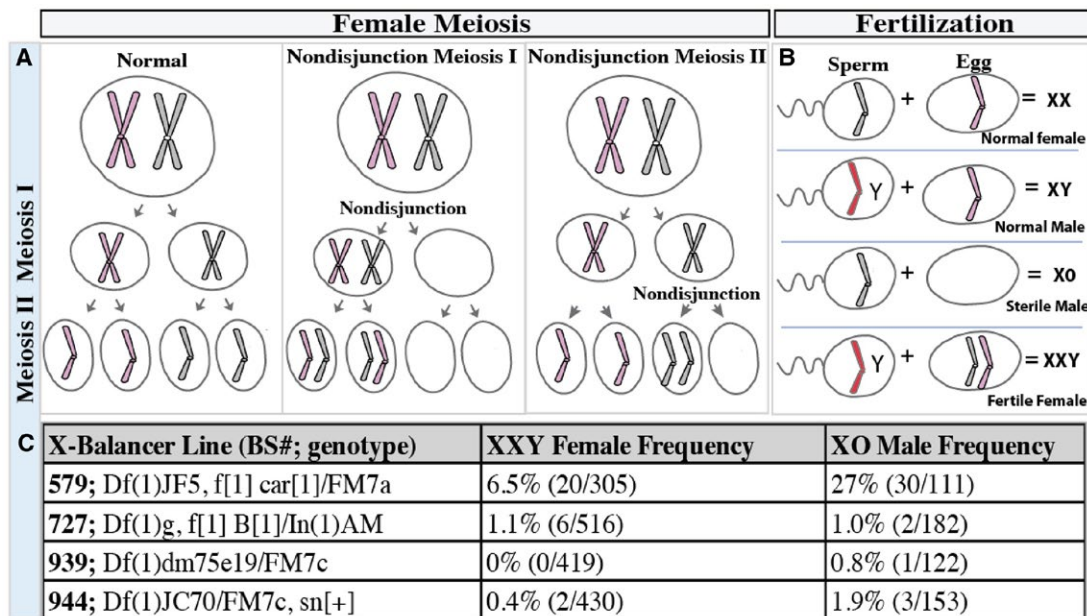 Female Meiosis
Fertilization
A
Normal
Nondisjunction Meiosis I
Nondisjunction Meiosis II
B
Sperm
Egg
+
= XX
Normal female
Y
+
= XY
Normal Male
Nondisjunction
+
= XO
Sterile Male
Nondisjunction
Y
+
=XXY
Fertile Female
Meiosis I
Meiosis II
C
X-Balancer Line (BS#; genotype)
XXY Female Frequency
XO Male Frequency
579; Df(1)JF5, f[1] car[1]/FM7a
6.5% (20/305)
27% (30/111)
727; Df(1)g, f[1] B[1]/In(1)AM
1.1% (6/516)
1.0% (2/182)
939; Df(1)dm75e19/FM7c
0% (0/419)
0.8% (1/122)
944; Df(1)JC70/FM7c, sn[+]
0.4% (2/430)
1.9% (3/153)